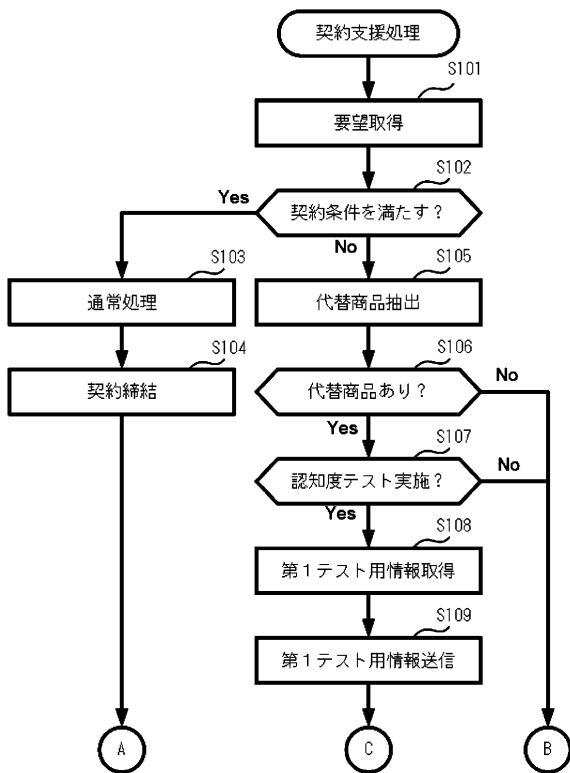 契約支援処理
S101
要望取得
S102
Yes
契約条件を満たす？
No
S103
S105
通常処理
代替商品抽出
S104
S106
契約締結
代替商品あり？
No
Yes
S107
認知度テスト実施？
No
Yes
S108
第１テスト用情報取得
S109
第１テスト用情報送信
A
C
B